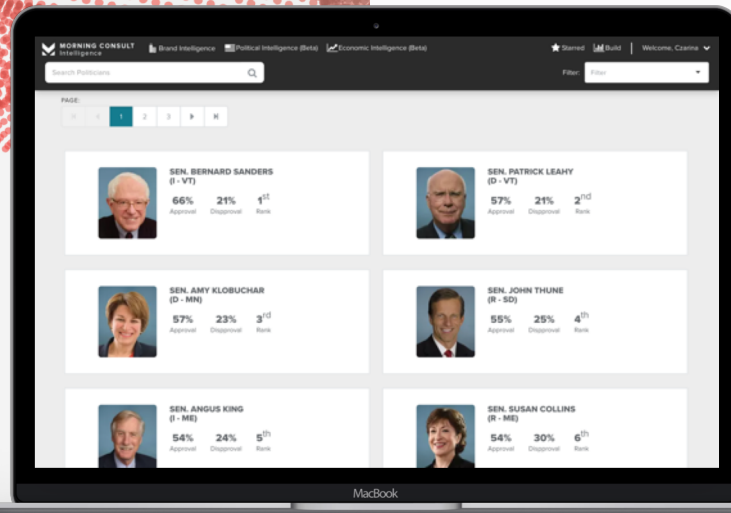 MORNING CONSULT
Intelligence
Brand Intelligence
Political Intelligence (Beta)
Economic Intelligence (Beta)
Starred
Build
Welcome, Czarina
Search Politicians
Filter:
Filter
PAGE:
1 2 3
SEN. BERNARD SANDERS
(I - VT)
66% 21% 1st
Approval Disapproval Rank
SEN. PATRICK LEAHY
(D - VT)
57% 21% 2nd
Approval Disapproval Rank
SEN. AMY KLOBUCHAR
(D - MN)
57% 23% 3rd
Approval Disapproval Rank
SEN. JOHN THUNE
(R - SD)
55% 25% 4th
Approval Disapproval Rank
SEN. ANGUS KING
(I - ME)
54% 24% 5th
Approval Disapproval Rank
SEN. SUSAN COLLINS
(R - ME)
54% 30% 6th
Approval Disapproval Rank
MacBook